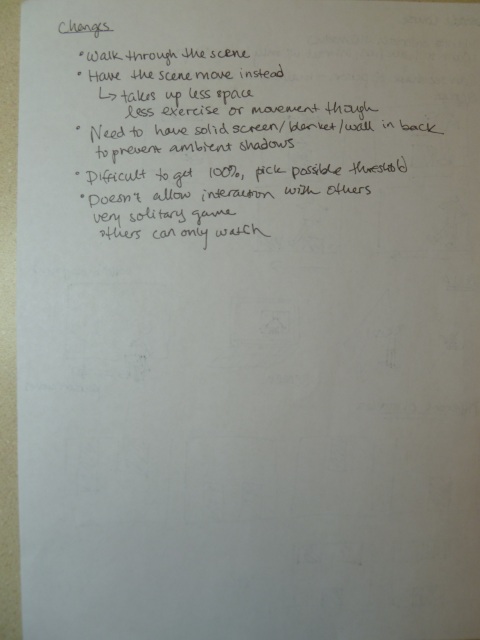 Changes
• Walk through the scene
• Have the scene move instead
↳ takes up less space
less exercise or movement though
• Need to have solid screen/blanket/wall in back
to prevent ambient shadows
• Difficult to get 100%, pick possible threshold
• Doesn't allow interaction with others
very solitary game
others can only watch